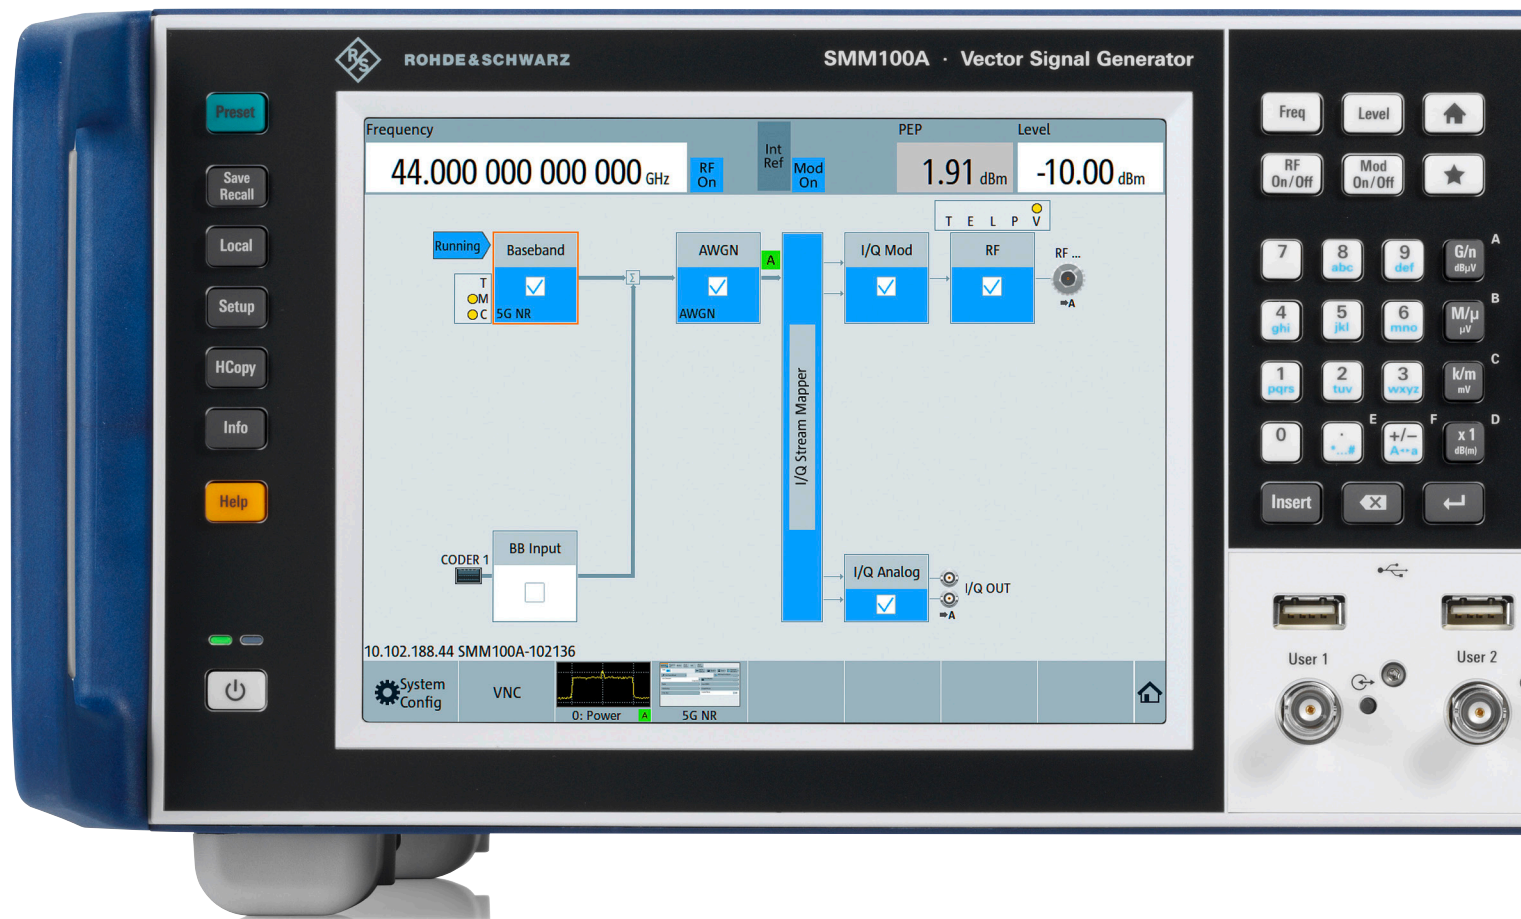 R/S
ROHDE&SCHWARZ
SMM100A · Vector Signal Generator
Preset
Save
Recall
Local
Setup
HCopy
Info
Help
Frequency
44.000 000 000 000 GHz
RF
On
Int
Ref
Mod
On
PEP
1.91 dBm
Level
-10.00 dBm
Running
Baseband
T
M
C
5G NR
Σ
AWGN
AWGN
A
I/Q Stream Mapper
I/Q Mod
T E L P V
RF
RF ...
⇒A
CODER 1
BB Input
I/Q Analog
I/Q OUT
⇒A
10.102.188.44 SMM100A-102136
System
Config
VNC
0: Power A
5G NR
Freq
Level
RF
On/Off
Mod
On/Off
7
8
abc
9
def
G/n
dBµV
A
4
ghi
5
jkl
6
mno
M/µ
µV
B
1
pqrs
2
tuv
3
wxyz
k/m
mV
C
0
.
*...#
E
+/−
A↔a
F
x 1
dB(m)
D
Insert
User 1
User 2